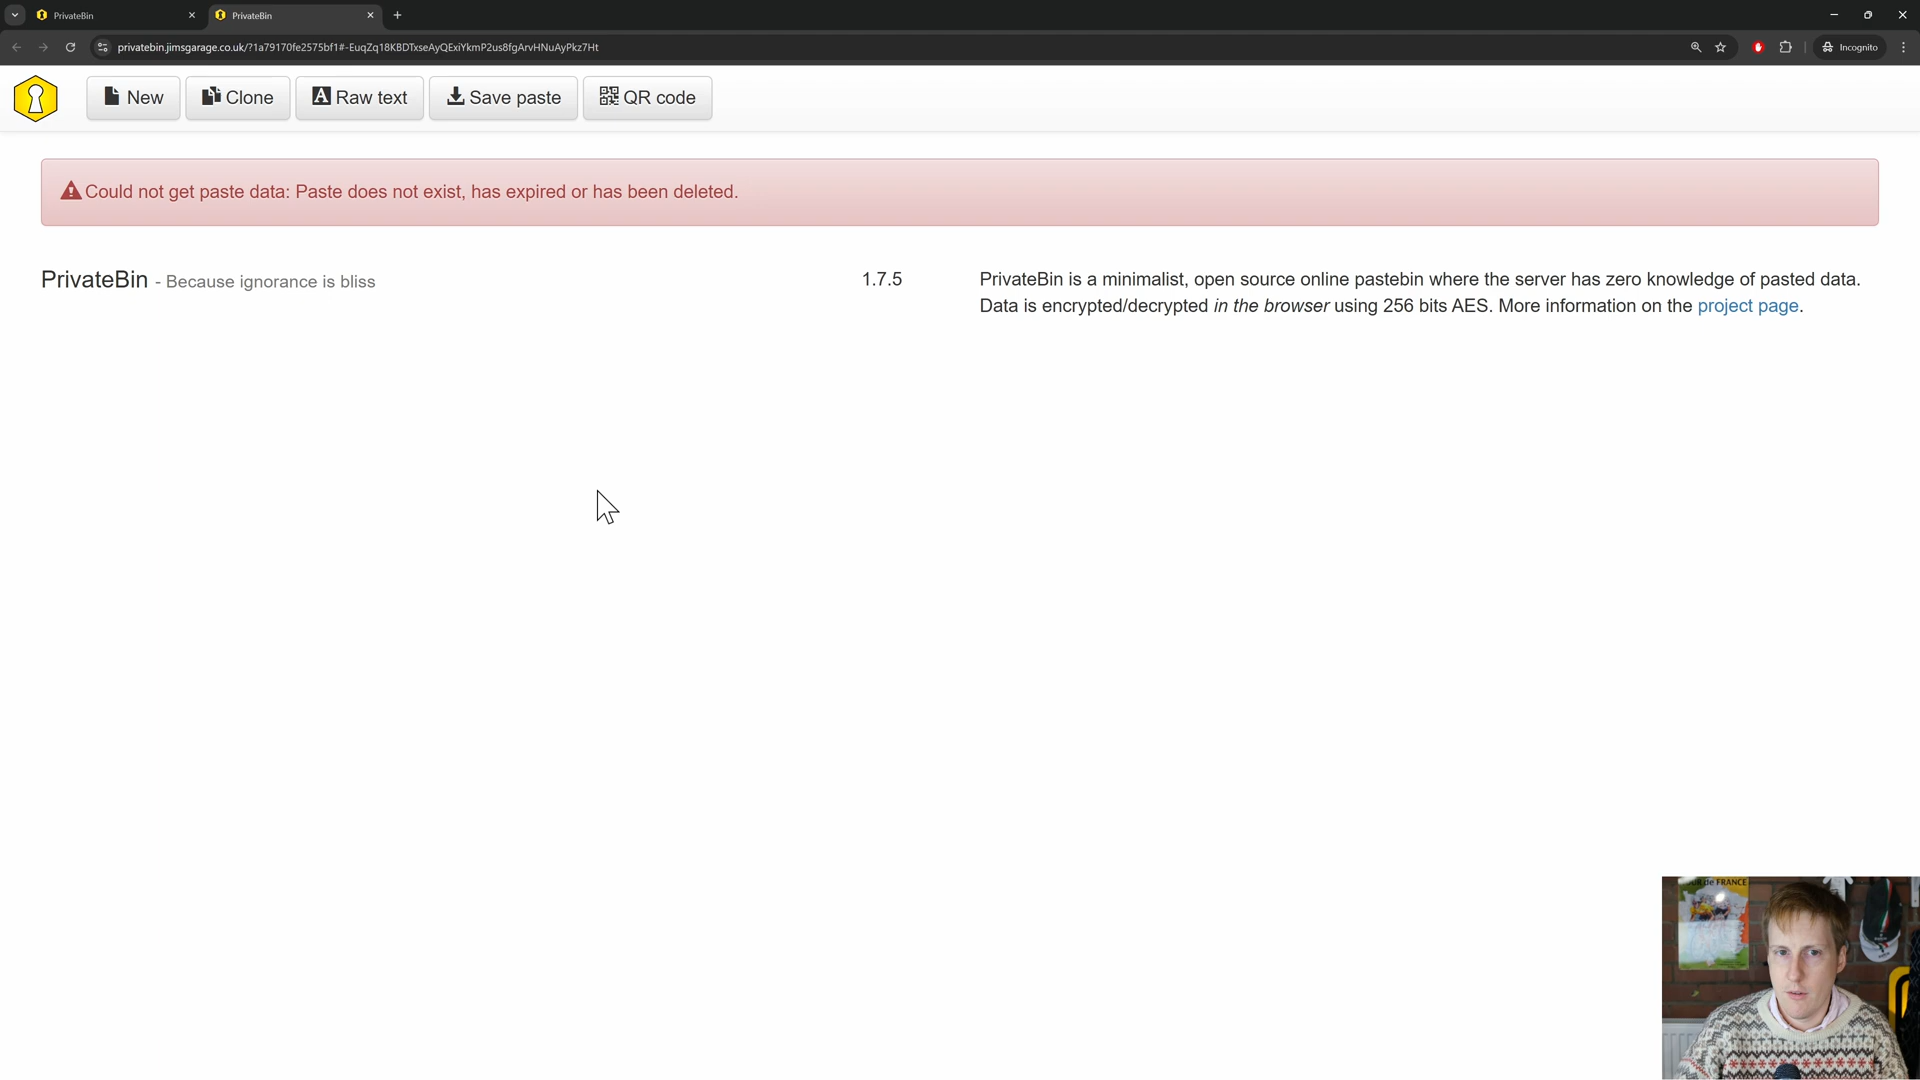 PrivateBin
PrivateBin
privatebin.jimsgarage.co.uk/?1a79170fe2575bf1#-EuqZq18KBDTxseAyQExiYkmP2us8fgArvHNuAyPkz7Ht
Incognito
New
Clone
Raw text
Save paste
QR code
Could not get paste data: Paste does not exist, has expired or has been deleted.
PrivateBin - Because ignorance is bliss
1.7.5
PrivateBin is a minimalist, open source online pastebin where the server has zero knowledge of pasted data.
Data is encrypted/decrypted in the browser using 256 bits AES. More information on the project page.
TOUR de FRANCE